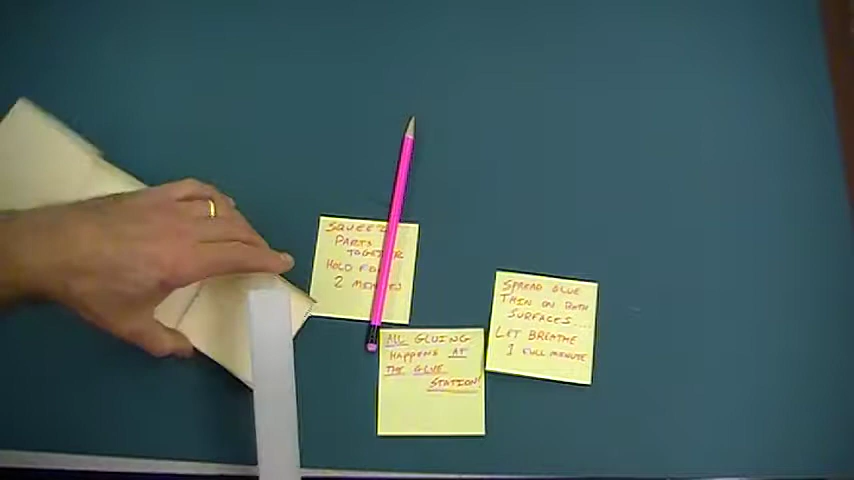 SQUEEZE
PARTS
TOGETHER
HOLD FOR
2 MINUTES
ALL GLUING
HAPPENS AT
THE GLUE
STATION!
SPREAD GLUE
THIN ON BOTH
SURFACES....
LET BREATHE
1 FULL MINUTE